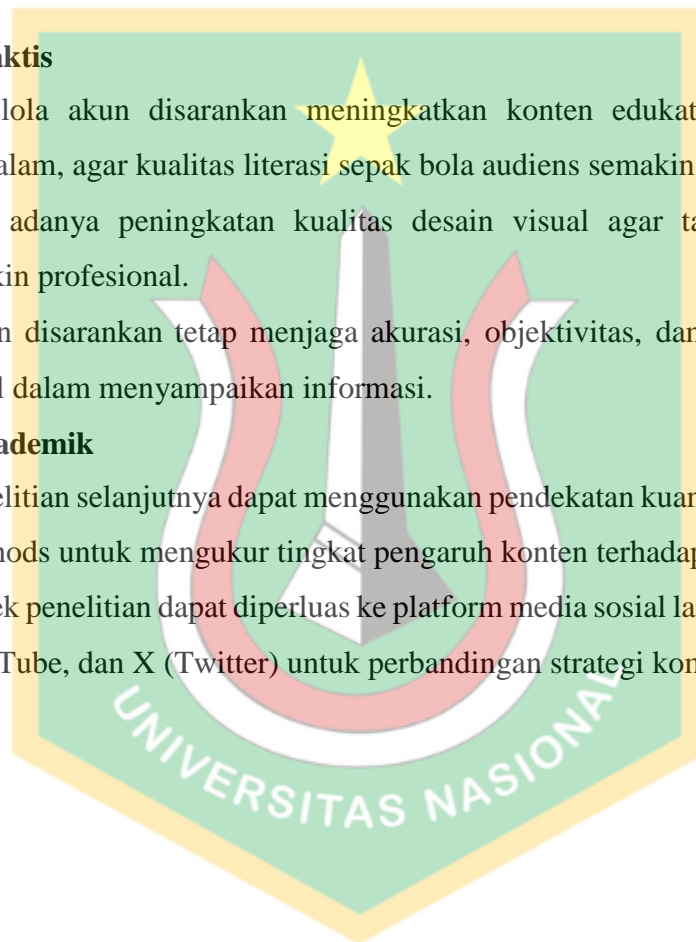 aktis
lola akun disarankan meningkatkan konten edukat
alam, agar kualitas literasi sepak bola audiens semakin
adanya peningkatan kualitas desain visual agar ta
kin profesional.
n disarankan tetap menjaga akurasi, objektivitas, dan
l dalam menyampaikan informasi.
ademik
elitian selanjutnya dapat menggunakan pendekatan kuan
hods untuk mengukur tingkat pengaruh konten terhadap
ek penelitian dapat diperluas ke platform media sosial la
Tube, dan X (Twitter) untuk perbandingan strategi kon
UNIVERSITAS NASIONAL